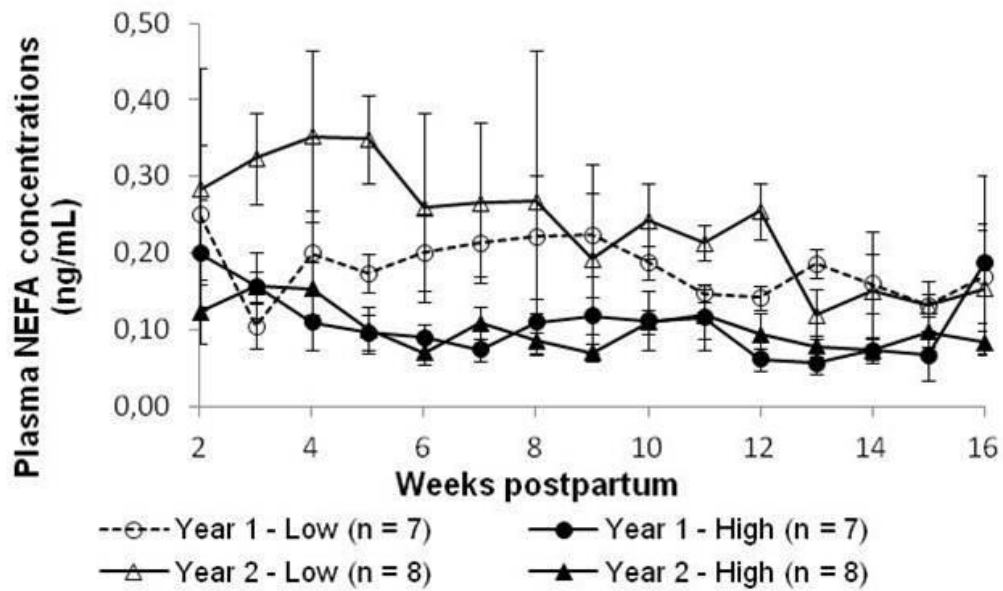 Plasma NEFA concentrations
(ng/mL)
0,50
0,40
0,30
0,20
0,10
0,00
2 4 6 8 10 12 14 16
Weeks postpartum
Year 1 - Low (n = 7) Year 1 - High (n = 7)
Year 2 - Low (n = 8) Year 2 - High (n = 8)